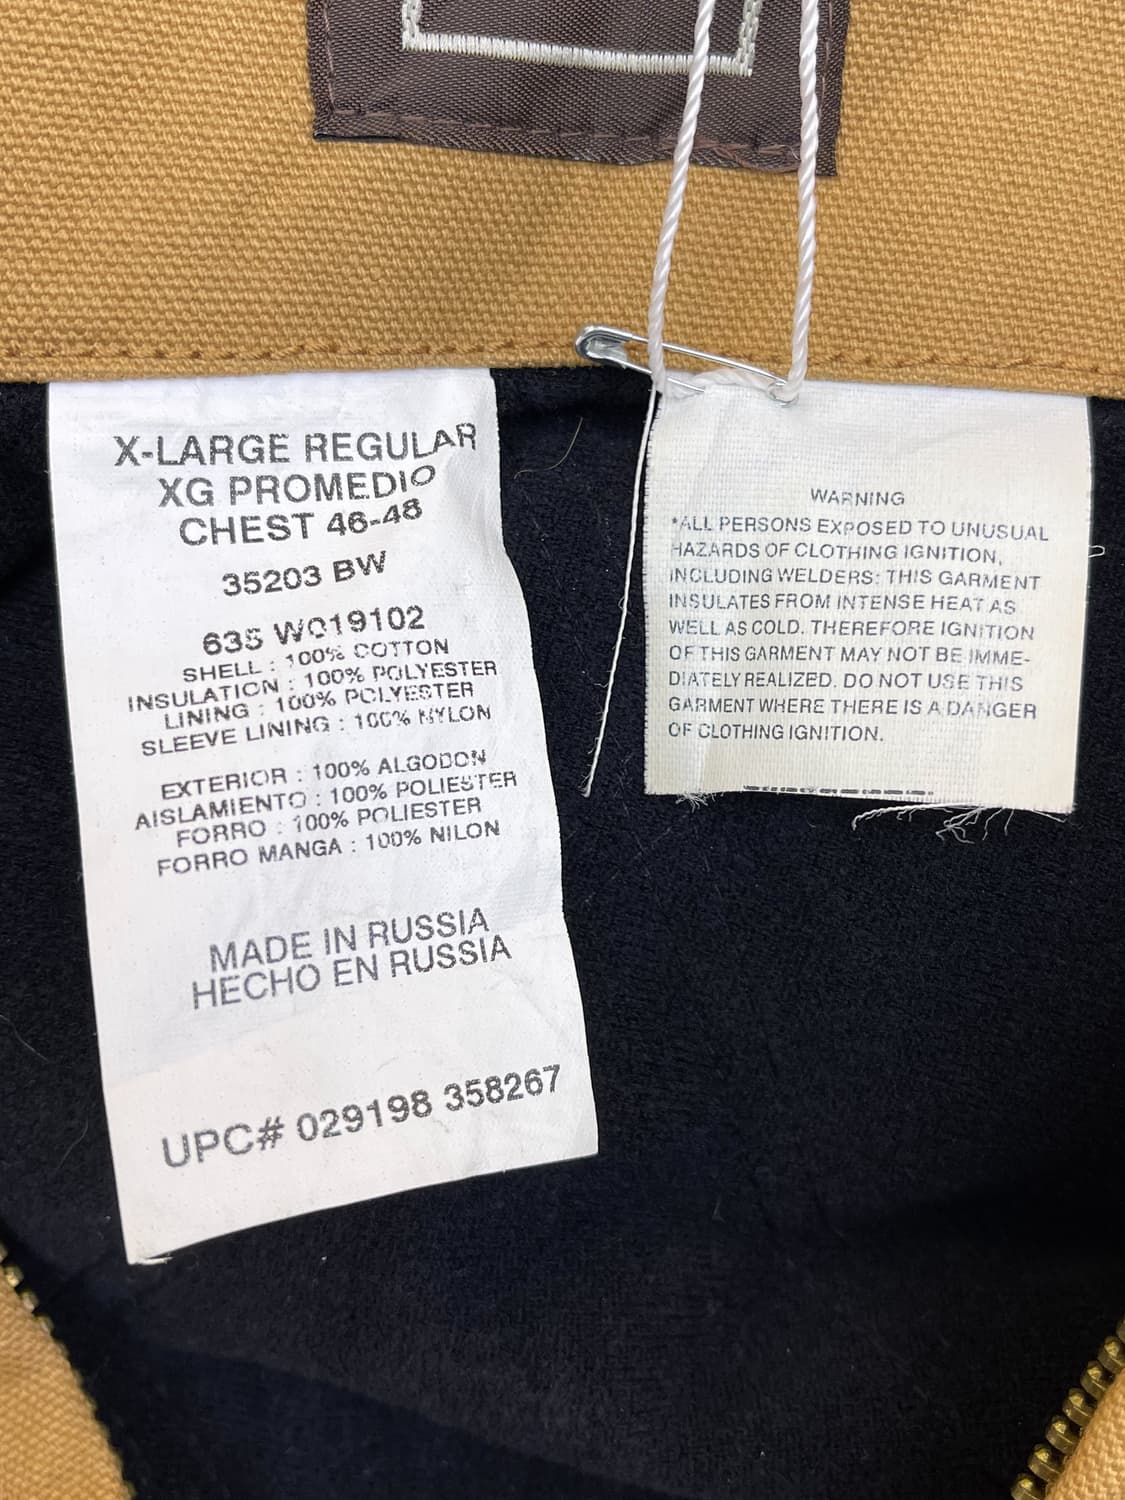 X-LARGE REGULAR
XG PROMEDIO
CHEST 46-48
35203 BW
635 WC19102
SHELL : 100% COTTON
INSULATION : 100% POLYESTER
LINING : 100% POLYESTER
SLEEVE LINING : 100% NYLON
EXTERIOR : 100% ALGODON
AISLAMIENTO : 100% POLIESTER
FORRO : 100% POLIESTER
FORRO MANGA : 100% NILON
MADE IN RUSSIA
HECHO EN RUSSIA
UPC# 029198 358267
WARNING
*ALL PERSONS EXPOSED TO UNUSUAL
HAZARDS OF CLOTHING IGNITION,
INCLUDING WELDERS: THIS GARMENT
INSULATES FROM INTENSE HEAT AS
WELL AS COLD. THEREFORE IGNITION
OF THIS GARMENT MAY NOT BE IMME-
DIATELY REALIZED. DO NOT USE THIS
GARMENT WHERE THERE IS A DANGER
OF CLOTHING IGNITION.